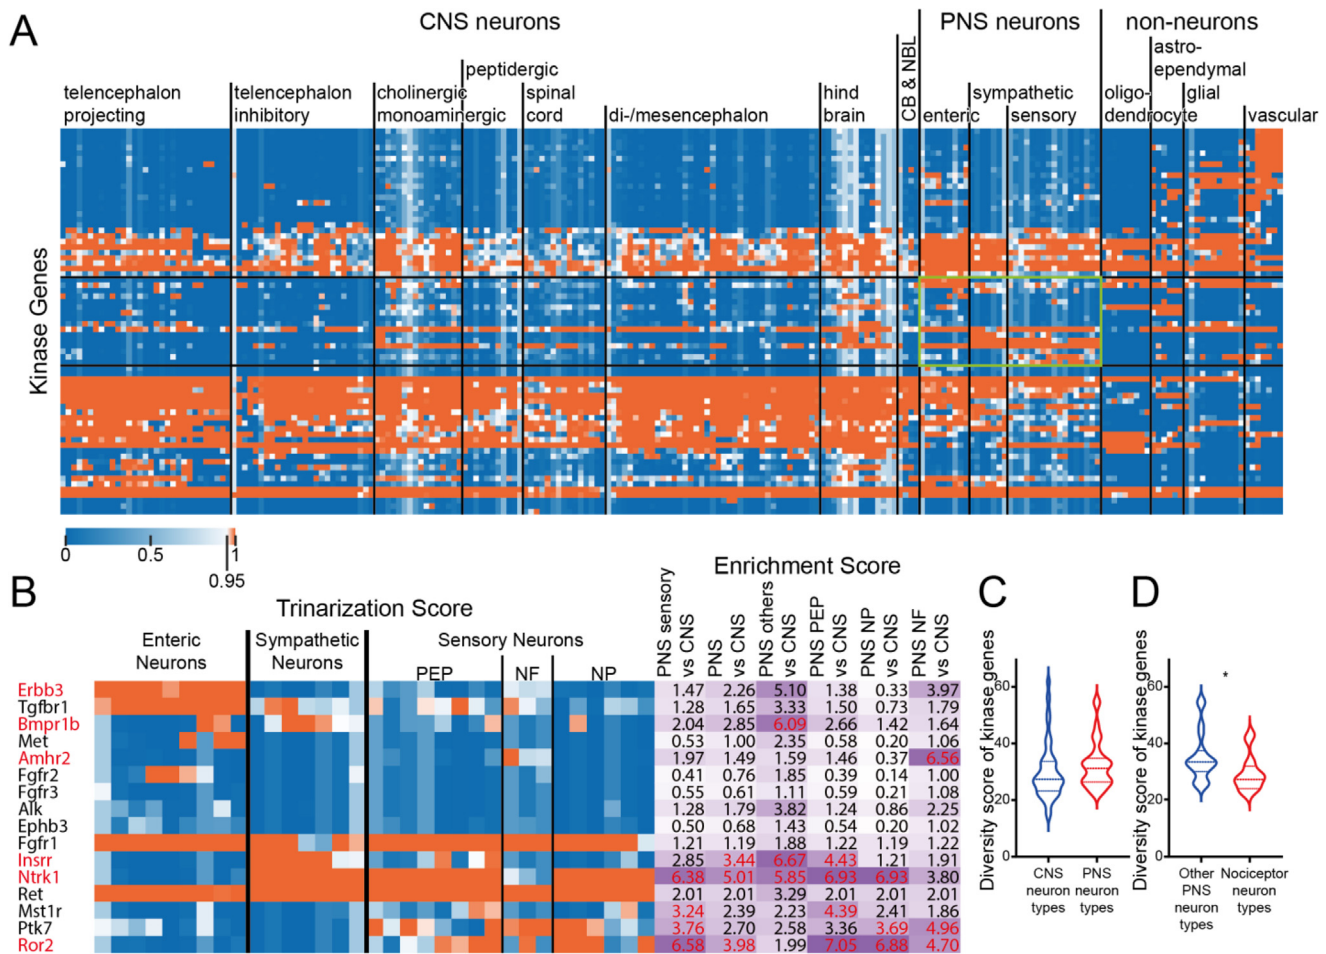 A
CNS neurons
PNS neurons
non-neurons
telencephalon
projecting
telencephalon
inhibitory
cholinergic
monoaminergic
peptidergic
spinal
cord
di-/mesencephalon
hind
brain
CB & NBL
enteric
sympathetic
sensory
oligo-
dendrocyte
astro-
ependymal
glial
vascular
Kinase Genes
0
0.5
1
0.95
B
Trinarization Score
Enrichment Score
Enteric
Neurons
Sympathetic
Neurons
Sensory Neurons
PEP
NF
NP
PNS sensory
vs CNS
PNS
vs CNS
PNS others
vs CNS
PNS PEP
vs CNS
PNS NP
vs CNS
PNS NF
vs CNS
Erbb3 1.47 2.26 5.10 1.38 0.33 3.97
Tgfbr1 1.28 1.65 3.33 1.50 0.73 1.79
Bmpr1b 2.04 2.85 6.09 2.66 1.42 1.64
Met 0.53 1.00 2.35 0.58 0.20 1.06
Amhr2 1.97 1.49 1.59 1.46 0.37 6.56
Fgfr2 0.41 0.76 1.85 0.39 0.14 1.00
Fgfr3 0.55 0.61 1.11 0.59 0.21 1.08
Alk 1.28 1.79 3.82 1.24 0.86 2.25
Ephb3 0.50 0.68 1.43 0.54 0.20 1.02
Fgfr1 1.21 1.19 1.88 1.22 1.19 1.22
Insrr 2.85 3.44 6.67 4.43 1.21 1.91
Ntrk1 6.38 5.01 5.85 6.93 6.93 3.80
Ret 2.01 2.01 3.29 2.01 2.01 2.01
Mst1r 3.24 2.39 2.23 4.39 2.41 1.86
Ptk7 3.76 2.70 2.58 3.36 3.69 4.96
Ror2 6.58 3.98 1.99 7.05 6.88 4.70
C
Diversity score of kinase genes
60
40
20
0
CNS
neuron
types
PNS
neuron
types
D
Diversity score of kinase genes
*
60
40
20
0
Other
PNS
neuron
types
Nociceptor
neuron
types